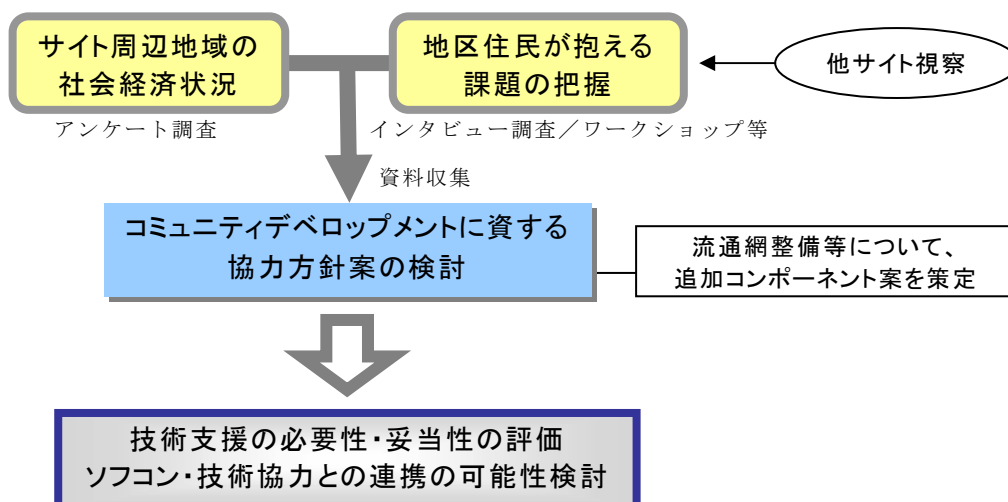 サイト周辺地域の
社会経済状況
地区住民が抱える
課題の把握
他サイト視察
アンケート調査
インタビュー調査／ワークショップ等
資料収集
コミュニティデベロップメントに資する
協力方針案の検討
流通網整備等について、
追加コンポーネント案を策定
技術支援の必要性・妥当性の評価
ソフコン・技術協力との連携の可能性検討